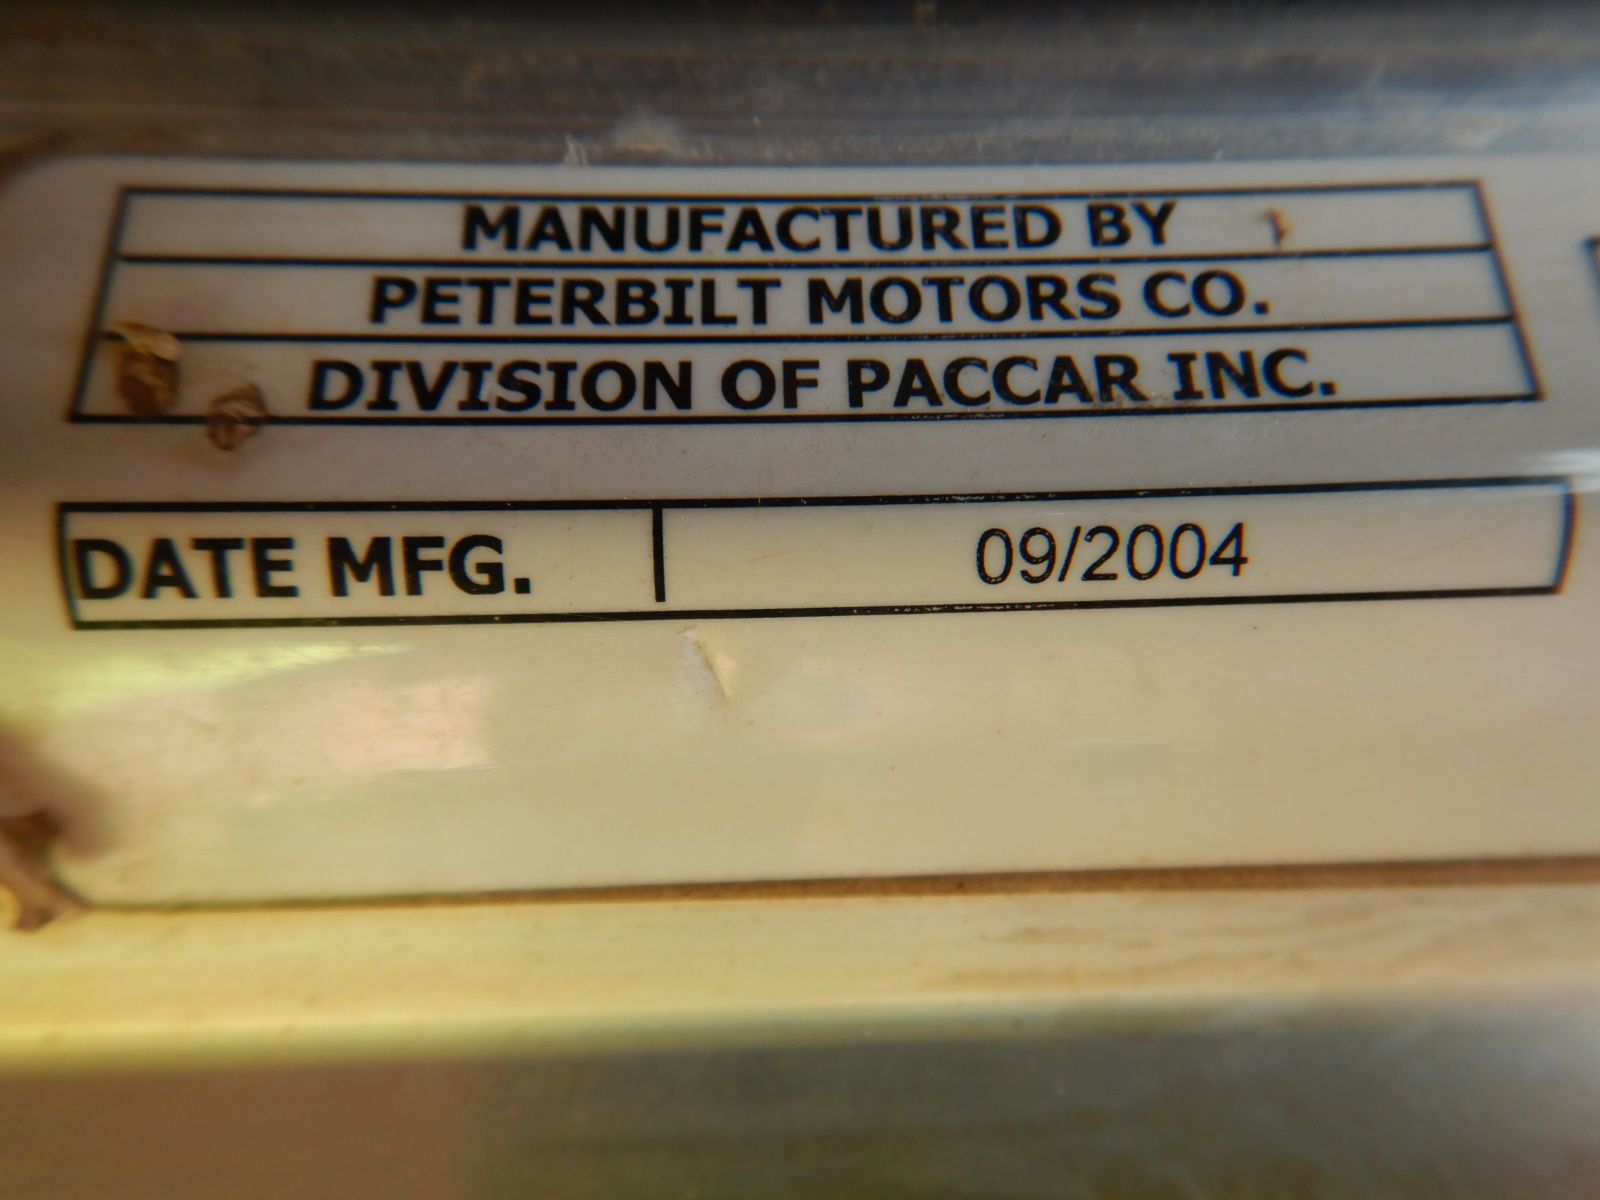 MANUFACTURED BY
PETERBILT MOTORS CO.
DIVISION OF PACCAR INC.
DATE MFG. 09/2004